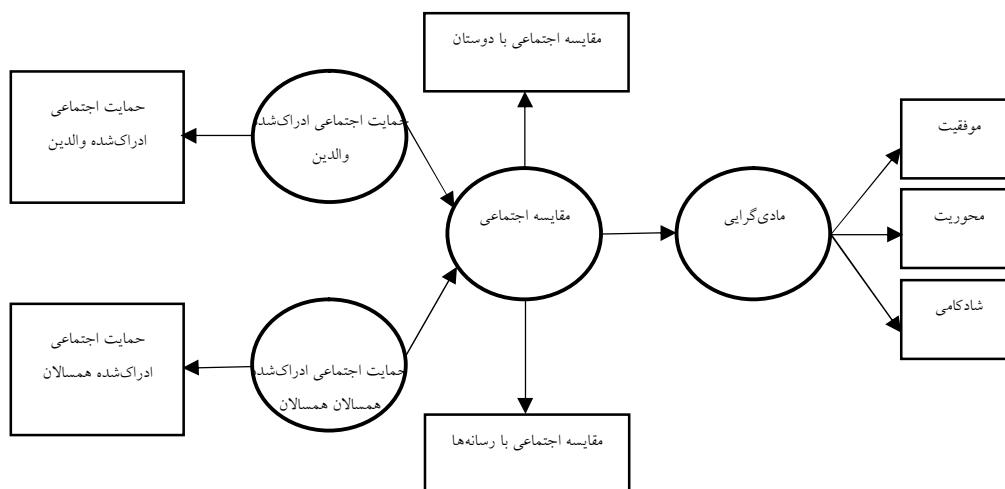 مقایسه اجتماعی با دوستان
حمایت اجتماعی
ادراک‌شده والدین
حمایت اجتماعی ادراک‌شده
والدین
موفقیت
محوریت
شادکامی
مقایسه اجتماعی
مادی‌گرایی
حمایت اجتماعی
ادراک‌شده همسالان
حمایت اجتماعی ادراک‌شده
همسالان همسالان
مقایسه اجتماعی با رسانه‌ها